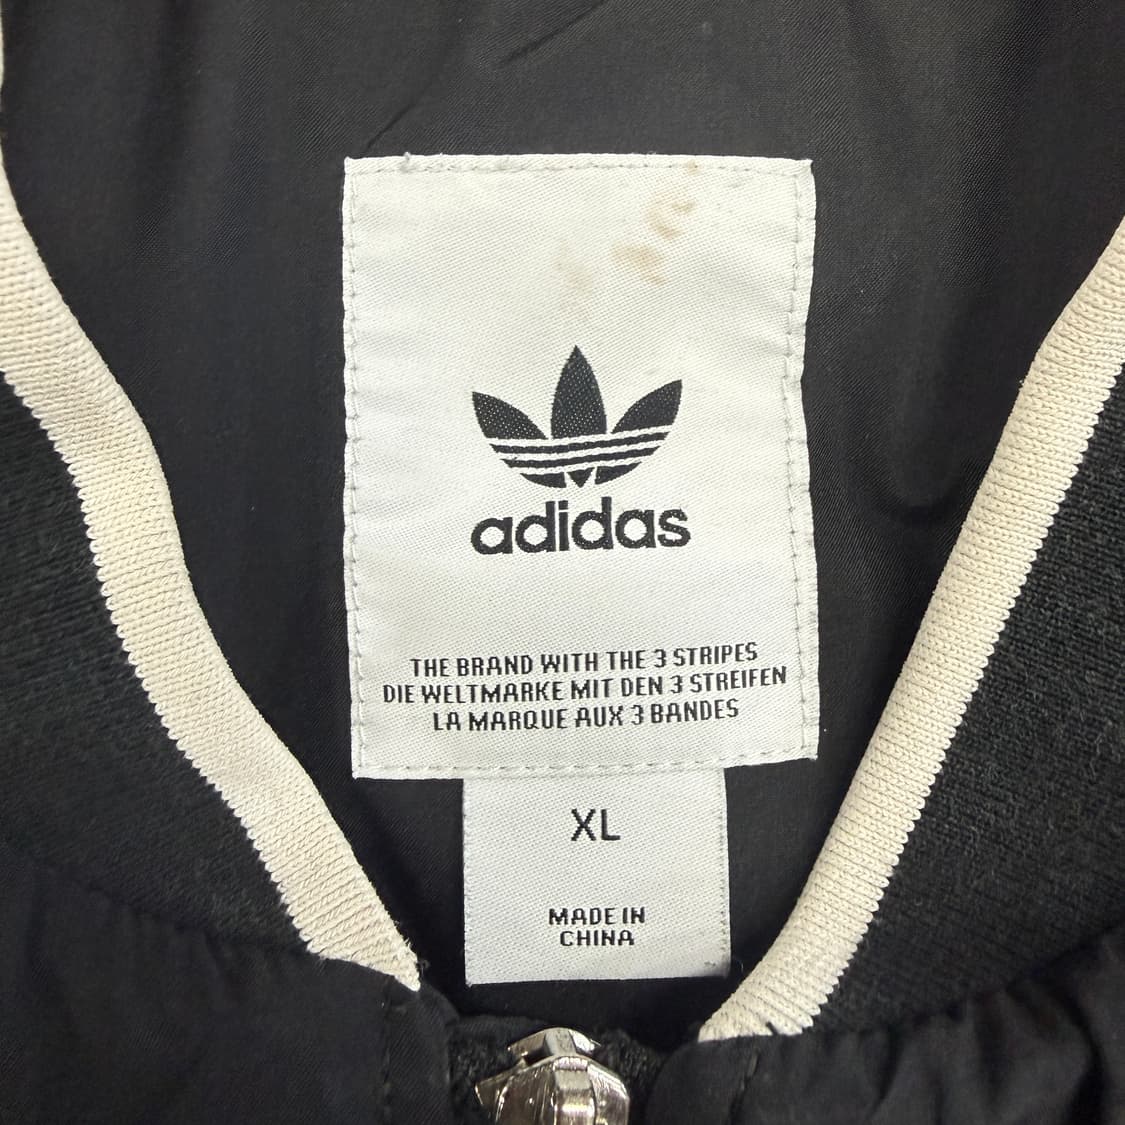 adidas
THE BRAND WITH THE 3 STRIPES
DIE WELTMARKE MIT DEN 3 STREIFEN
LA MARQUE AUX 3 BANDES
XL
MADE IN
CHINA